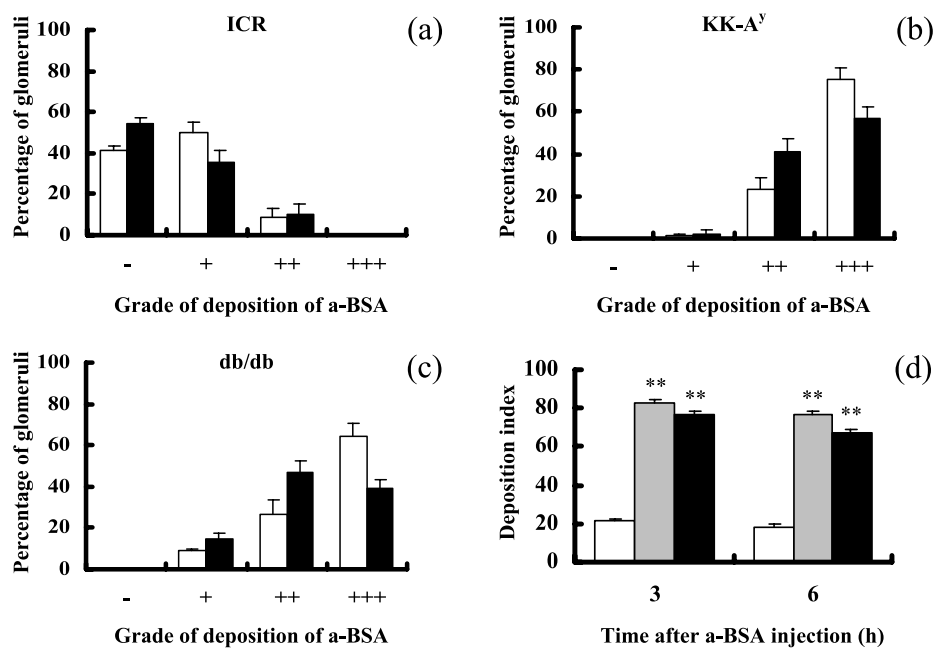 ICR
(a)
Percentage of glomeruli
100
80
60
40
20
0
- + ++ +++
Grade of deposition of a-BSA
KK-Aʸ
(b)
Percentage of glomeruli
100
80
60
40
20
0
- + ++ +++
Grade of deposition of a-BSA
db/db
(c)
Percentage of glomeruli
100
80
60
40
20
0
- + ++ +++
Grade of deposition of a-BSA
(d)
Deposition index
100
80
60
40
20
0
** ** ** **
3 6
Time after a-BSA injection (h)